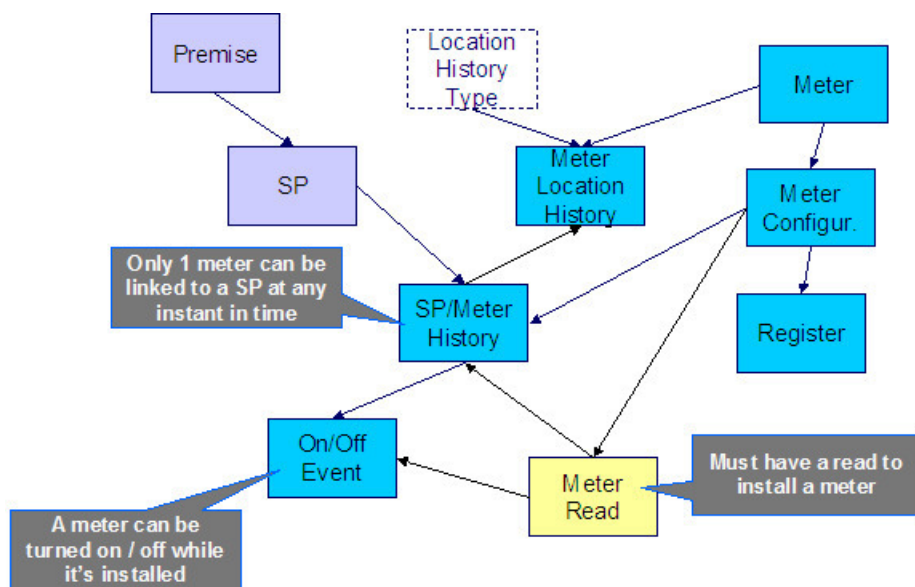 Premise
Location
History
Type
Meter
SP
Meter
Location
History
Meter
Configur.
Only 1 meter can be
linked to a SP at any
instant in time
SP/Meter
History
Register
On/Off
Event
Meter
Read
Must have a read to
install a meter
A meter can be
turned on / off while
it's installed